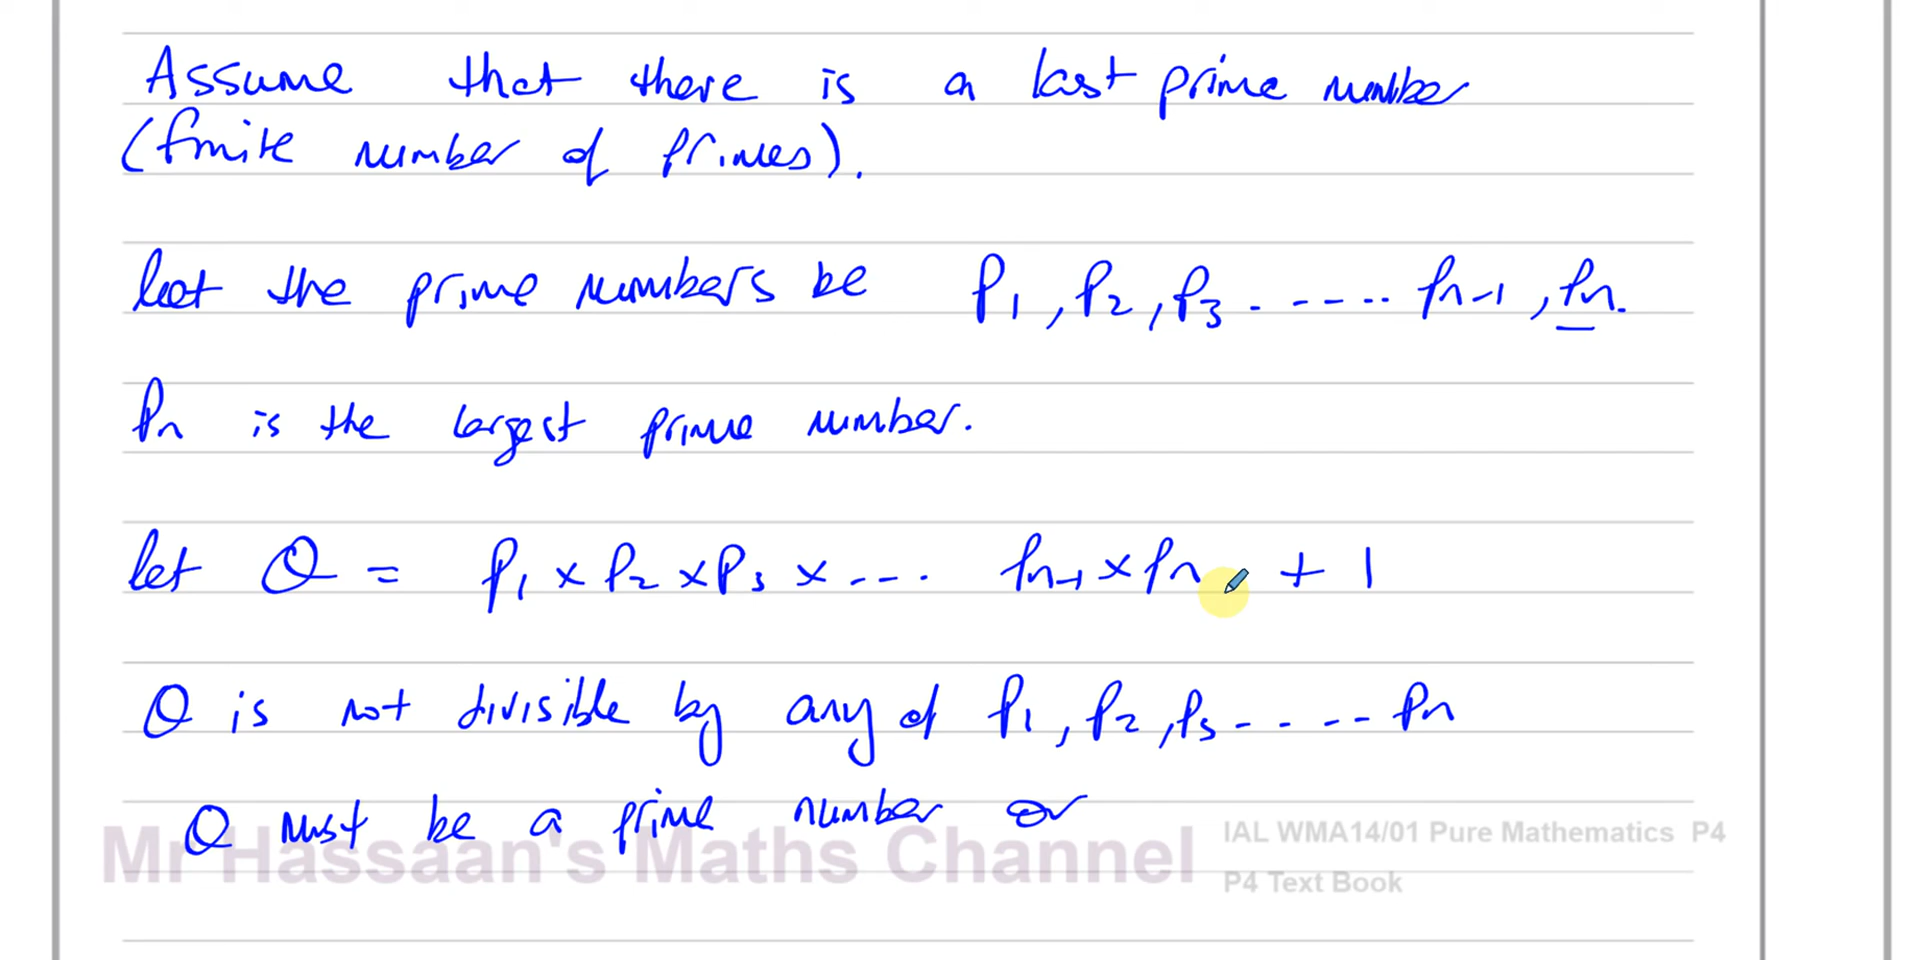 Assume that there is a last prime number
(finite number of primes).
let the prime numbers be P1, P2, P3. ..... Pn-1, Pn.
Pn is the largest prime number.
let Q = P1 × P2 × P3 × ---. Pn-1 × Pn + 1
Q is not divisible by any of P1, P2, P3 ----- Pn
Q must be a prime number or
Mr Hassaan's Maths Channel
IAL WMA14/01 Pure Mathematics P4
P4 Text Book